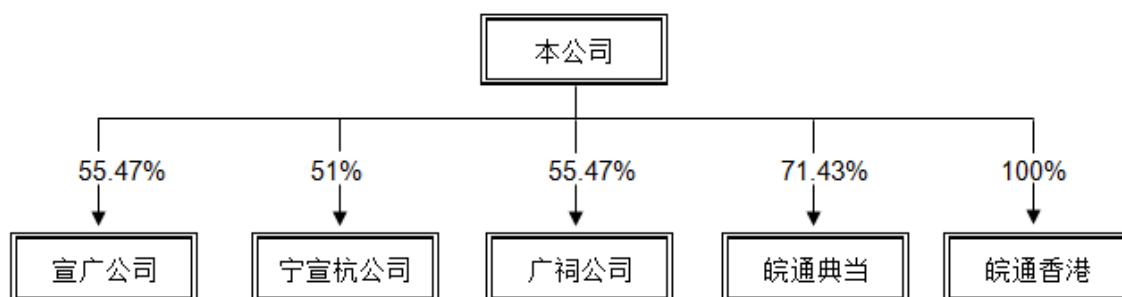 本公司
55.47%
51%
55.47%
71.43%
100%
宣广公司
宁宣杭公司
广祠公司
皖通典当
皖通香港